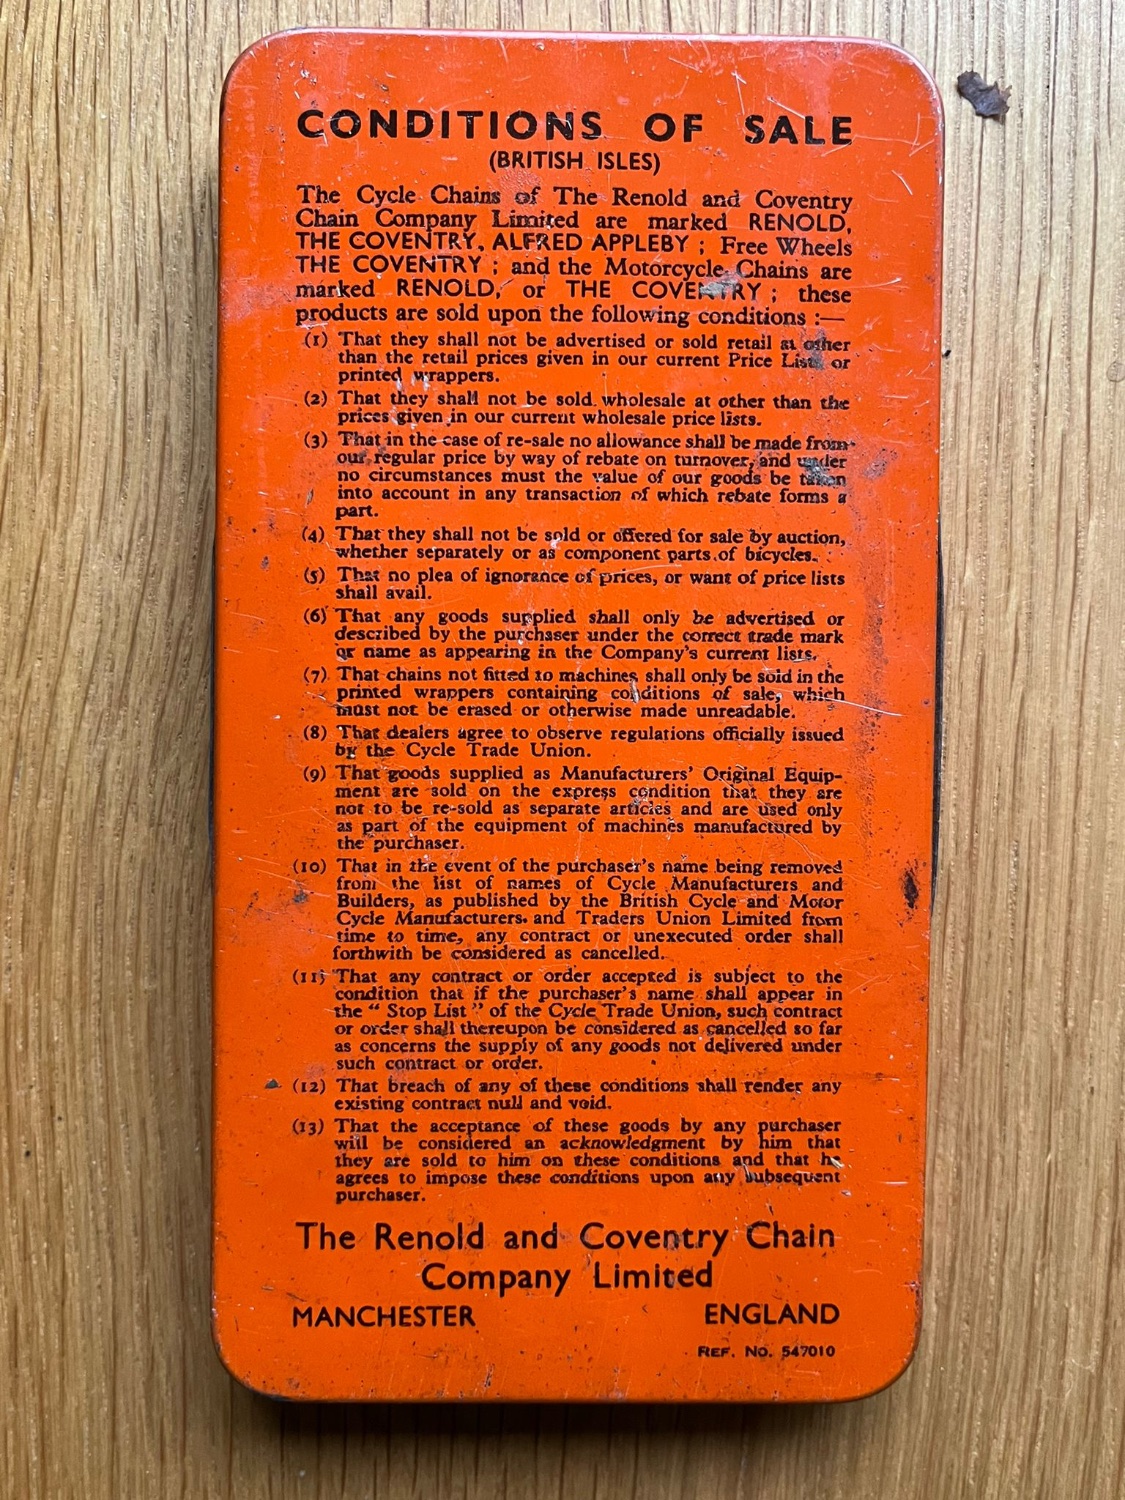 CONDITIONS OF SALE
(BRITISH ISLES)
The Cycle Chains of The Renold and Coventry
Chain Company Limited are marked RENOLD,
THE COVENTRY, ALFRED APPLEBY ; Free Wheels
THE COVENTRY ; and the Motorcycle Chains are
marked RENOLD, or THE COVENTRY ; these
products are sold upon the following conditions :—
(1) That they shall not be advertised or sold retail at other
than the retail prices given in our current Price Lists or
printed wrappers.
(2) That they shall not be sold wholesale at other than the
prices given in our current wholesale price lists.
(3) That in the case of re-sale no allowance shall be made from
our regular price by way of rebate on turnover, and under
no circumstances must the value of our goods be taken
into account in any transaction of which rebate forms a
part.
(4) That they shall not be sold or offered for sale by auction,
whether separately or as component parts of bicycles.
(5) That no plea of ignorance of prices, or want of price lists
shall avail.
(6) That any goods supplied shall only be advertised or
described by the purchaser under the correct trade mark
or name as appearing in the Company's current lists.
(7) That chains not fitted to machines shall only be sold in the
printed wrappers containing conditions of sale, which
must not be erased or otherwise made unreadable.
(8) That dealers agree to observe regulations officially issued
by the Cycle Trade Union.
(9) That goods supplied as Manufacturers' Original Equip-
ment are sold on the express condition that they are
not to be re-sold as separate articles and are used only
as part of the equipment of machines manufactured by
the purchaser.
(10) That in the event of the purchaser's name being removed
from the list of names of Cycle Manufacturers and
Builders, as published by the British Cycle and Motor
Cycle Manufacturers and Traders Union Limited from
time to time, any contract or unexecuted order shall
forthwith be considered as cancelled.
(11) That any contract or order accepted is subject to the
condition that if the purchaser's name shall appear in
the "Stop List" of the Cycle Trade Union, such contract
or order shall thereupon be considered as cancelled so far
as concerns the supply of any goods not delivered under
such contract or order.
(12) That breach of any of these conditions shall render any
existing contract null and void.
(13) That the acceptance of these goods by any purchaser
will be considered an acknowledgment by him that
they are sold to him on these conditions and that he
agrees to impose these conditions upon any subsequent
purchaser.
The Renold and Coventry Chain
Company Limited
MANCHESTER ENGLAND
REF. NO. 547010